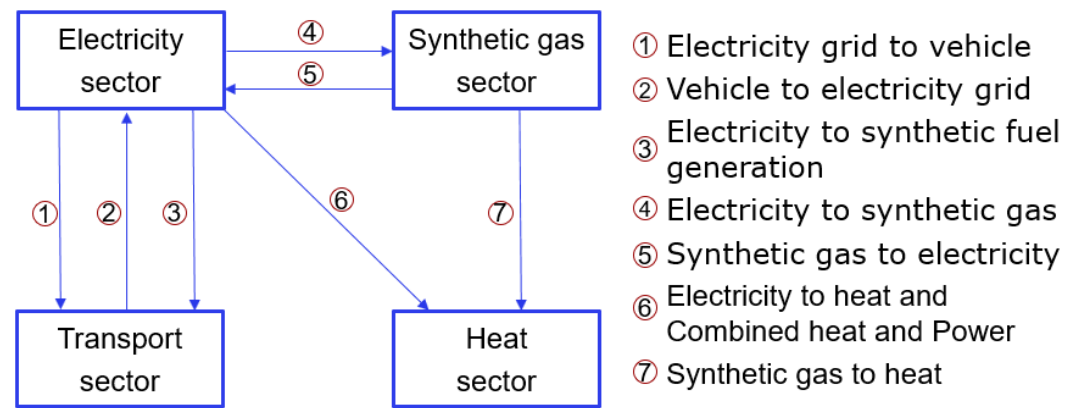 Electricity
sector
④
Synthetic gas
sector
⑤
①
②
③
⑥
⑦
Transport
sector
Heat
sector
① Electricity grid to vehicle
② Vehicle to electricity grid
③ Electricity to synthetic fuel
generation
④ Electricity to synthetic gas
⑤ Synthetic gas to electricity
⑥ Electricity to heat and
Combined heat and Power
⑦ Synthetic gas to heat